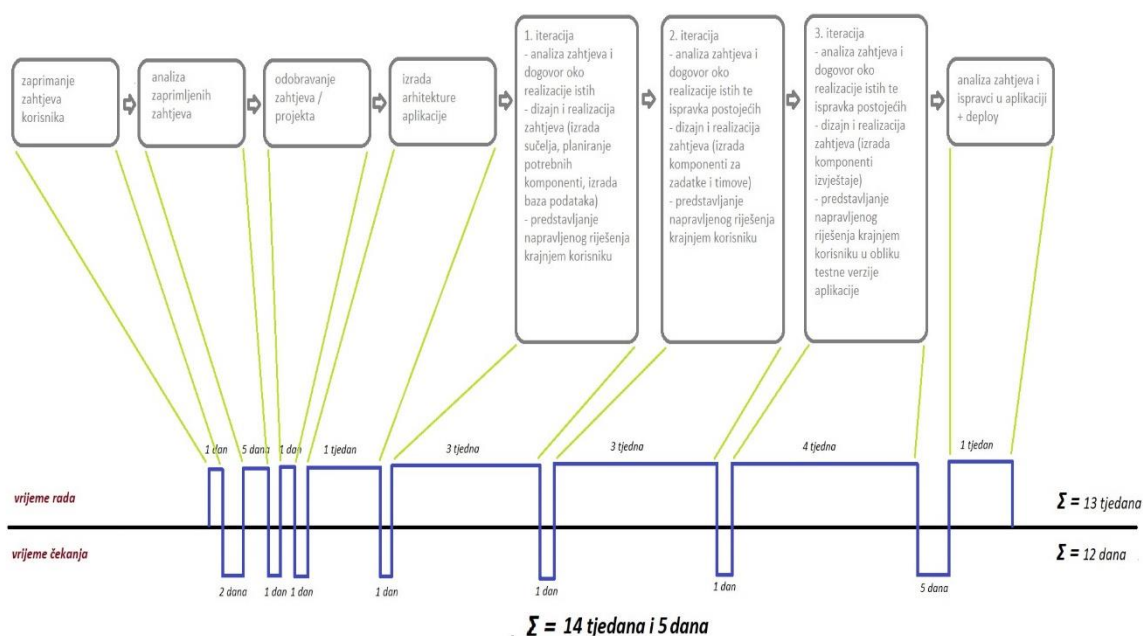 zaprimanje
zahtjeva
korisnika
analiza
zaprimljenih
zahtjeva
odobravanje
zahtjeva /
projekta
izrada
arhitekture
aplikacije
1. iteracija
- analiza zahtjeva i
dogovor oko
realizacije istih
- dizajn i realizacija
zahtjeva (izrada
sučelja, planiranje
potrebnih
komponenti, izrada
baza podataka)
- predstavljanje
napravljenog riješenja
krajnjem korisniku
2. iteracija
- analiza zahtjeva i
dogovor oko
realizacije istih te
ispravka postojećih
- dizajn i realizacija
zahtjeva (izrada
komponenti za
zadatke i timove)
- predstavljanje
napravljenog riješenja
krajnjem korisniku
3. iteracija
- analiza zahtjeva i
dogovor oko
realizacije istih te
ispravka postojećih
- dizajn i realizacija
zahtjeva (izrada
komponenti
izvještaje)
- predstavljanje
napravljenog
riješenja krajnjem
korisniku u obliku
testne verzije
aplikacije
analiza zahtjeva i
ispravci u aplikaciji
+ deploy
1 dan
5 dana
1 dan
1 tjedan
3 tjedna
3 tjedna
4 tjedna
1 tjedan
vrijeme rada
Σ = 13 tjedana
vrijeme čekanja
Σ = 12 dana
2 dana
1 dan
1 dan
1 dan
1 dan
1 dan
5 dana
Σ = 14 tjedana i 5 dana